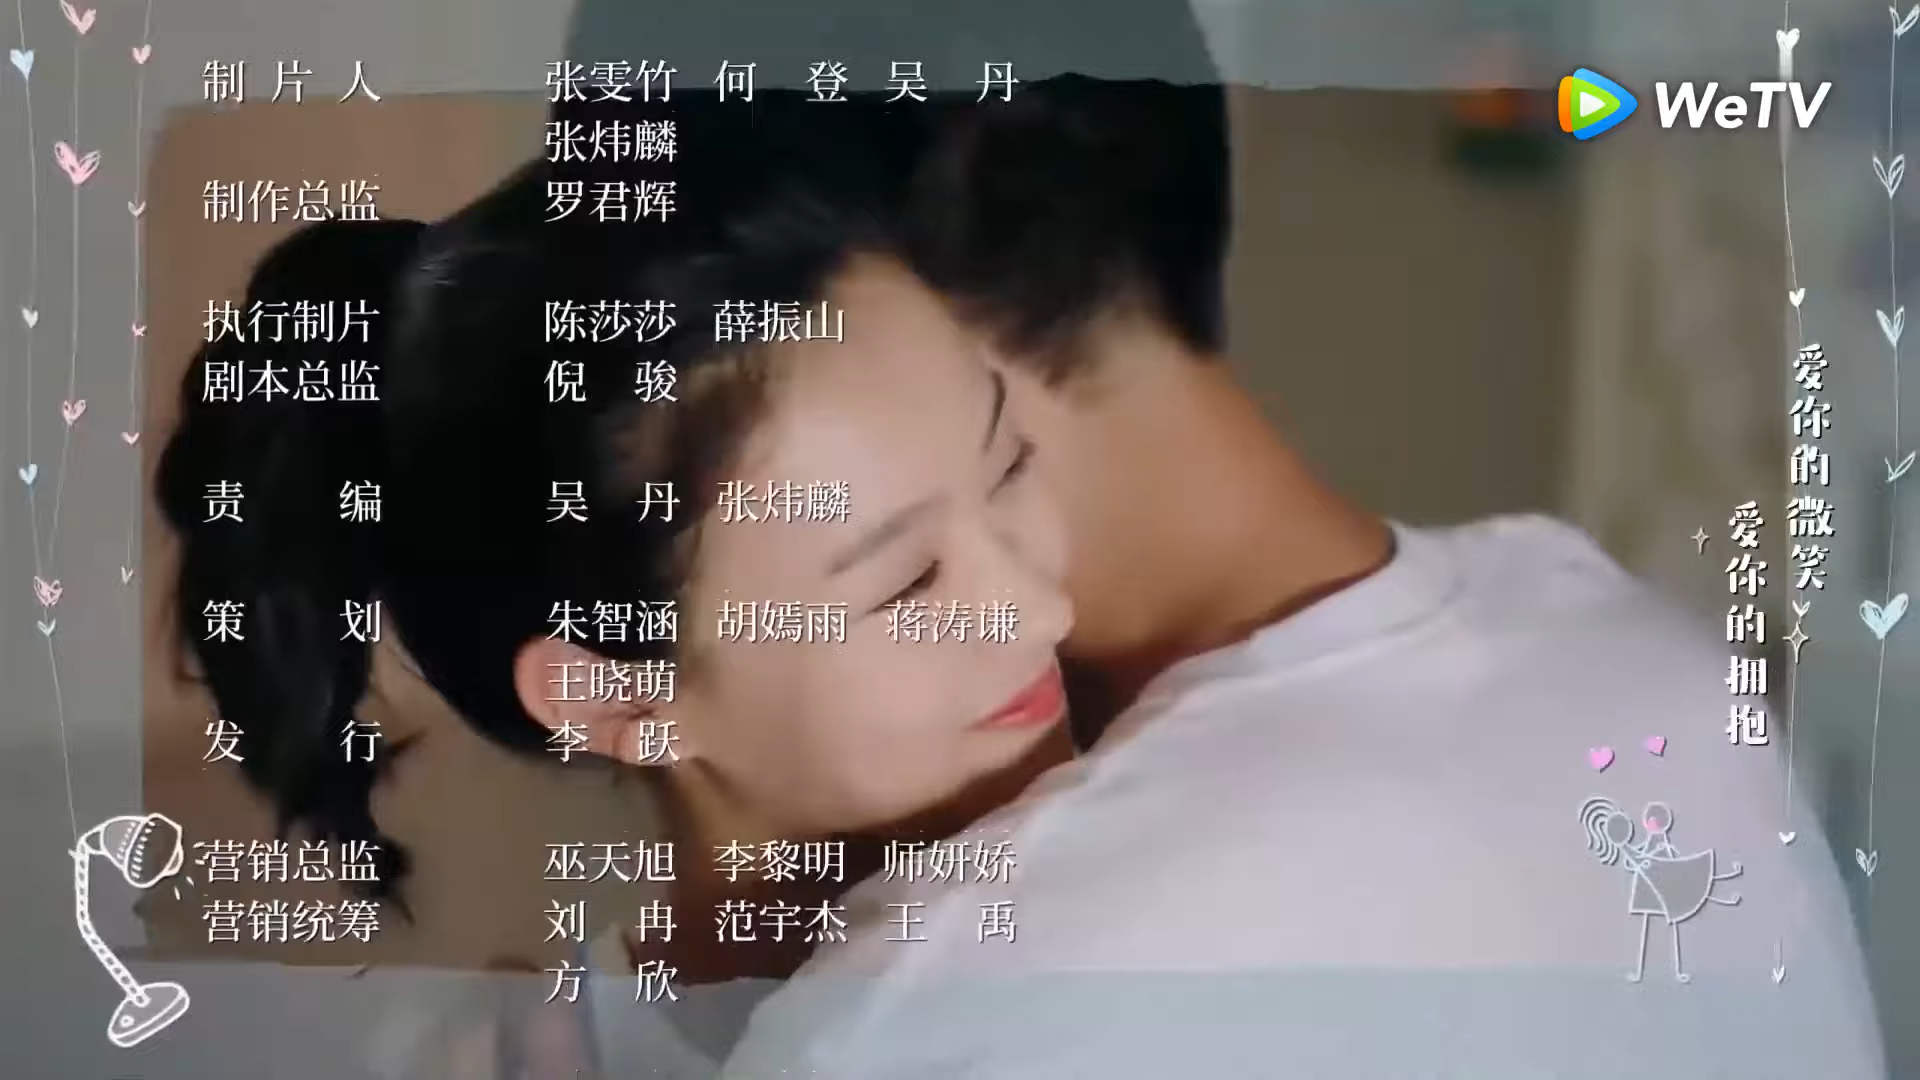 制片人 张雯竹 何登 吴丹
张炜麟
制作总监 罗君辉
执行制片 陈莎莎 薛振山
剧本总监 倪骏
责编 吴丹 张炜麟
策划 朱智涵 胡嫣雨 蒋涛谦
王晓萌
发行 李跃
营销总监 巫天旭 李黎明 师妍娇
营销统筹 刘冉 范宇杰 王禹
方欣
WeTV
爱你的微笑
爱你的拥抱